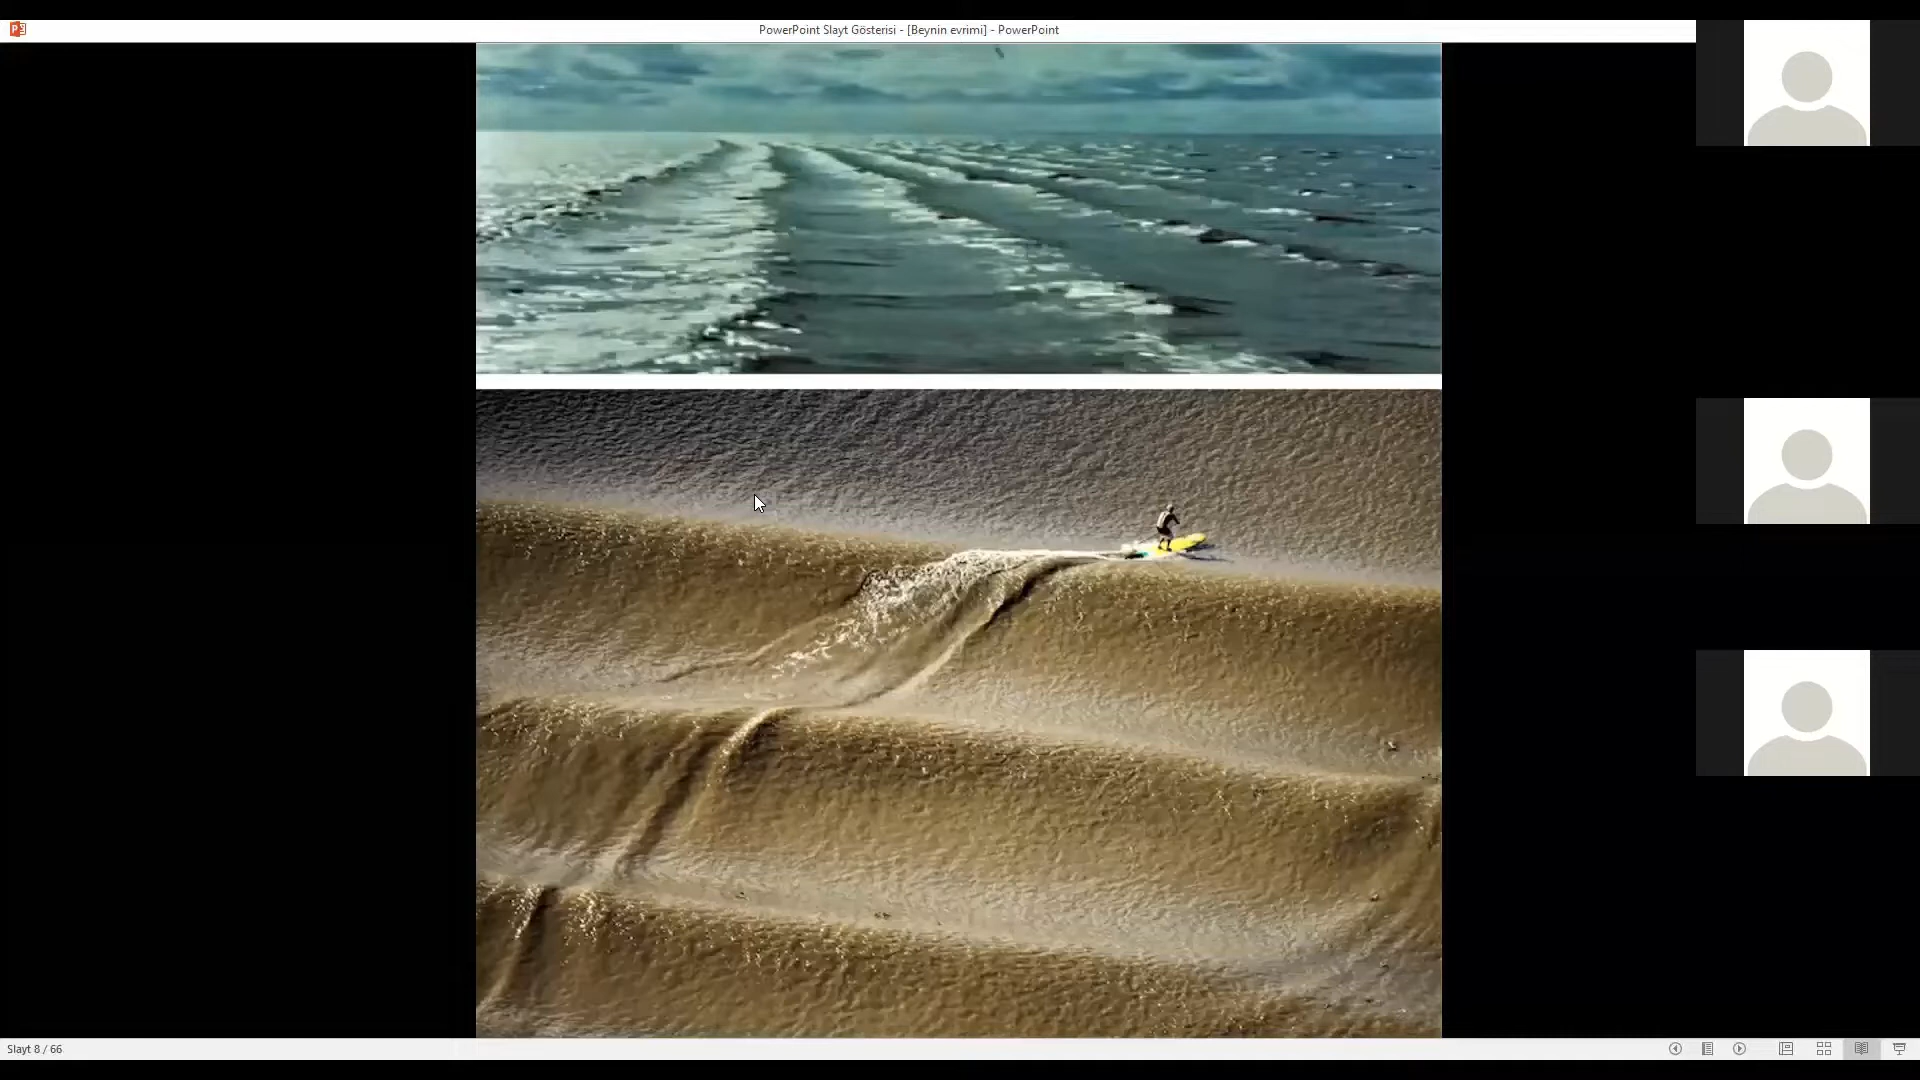 PowerPoint Slayt Gösterisi - [Beynin evrimi] - PowerPoint
Slayt 8 / 66